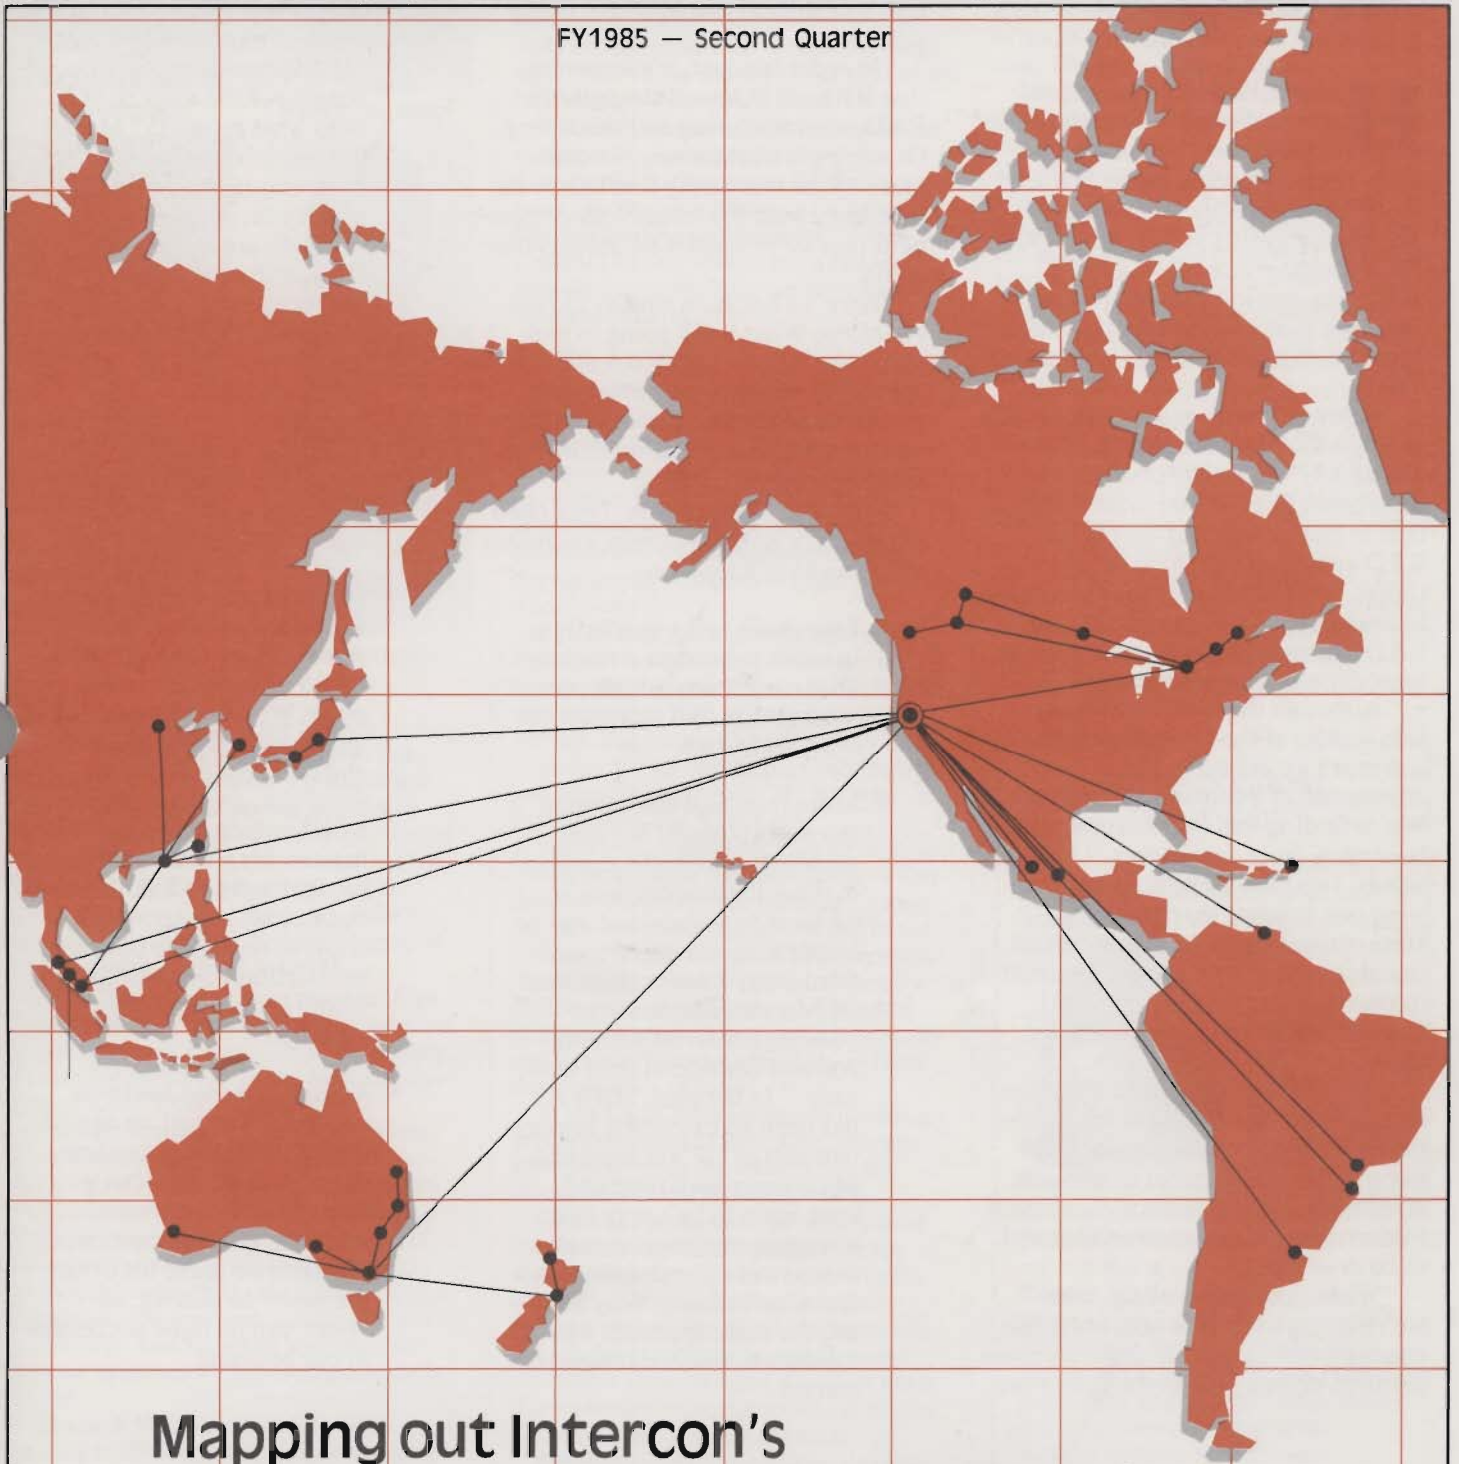 FY1985 — Second Quarter
Mapping out Intercon's